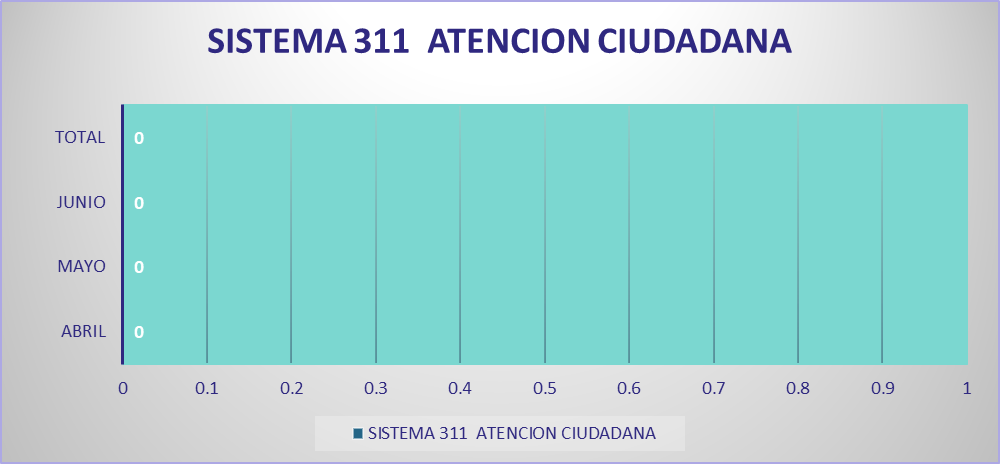 SISTEMA 311  ATENCION CIUDADANA
TOTAL 0
JUNIO 0
MAYO 0
ABRIL 0
0 0.1 0.2 0.3 0.4 0.5 0.6 0.7 0.8 0.9 1
SISTEMA 311  ATENCION CIUDADANA